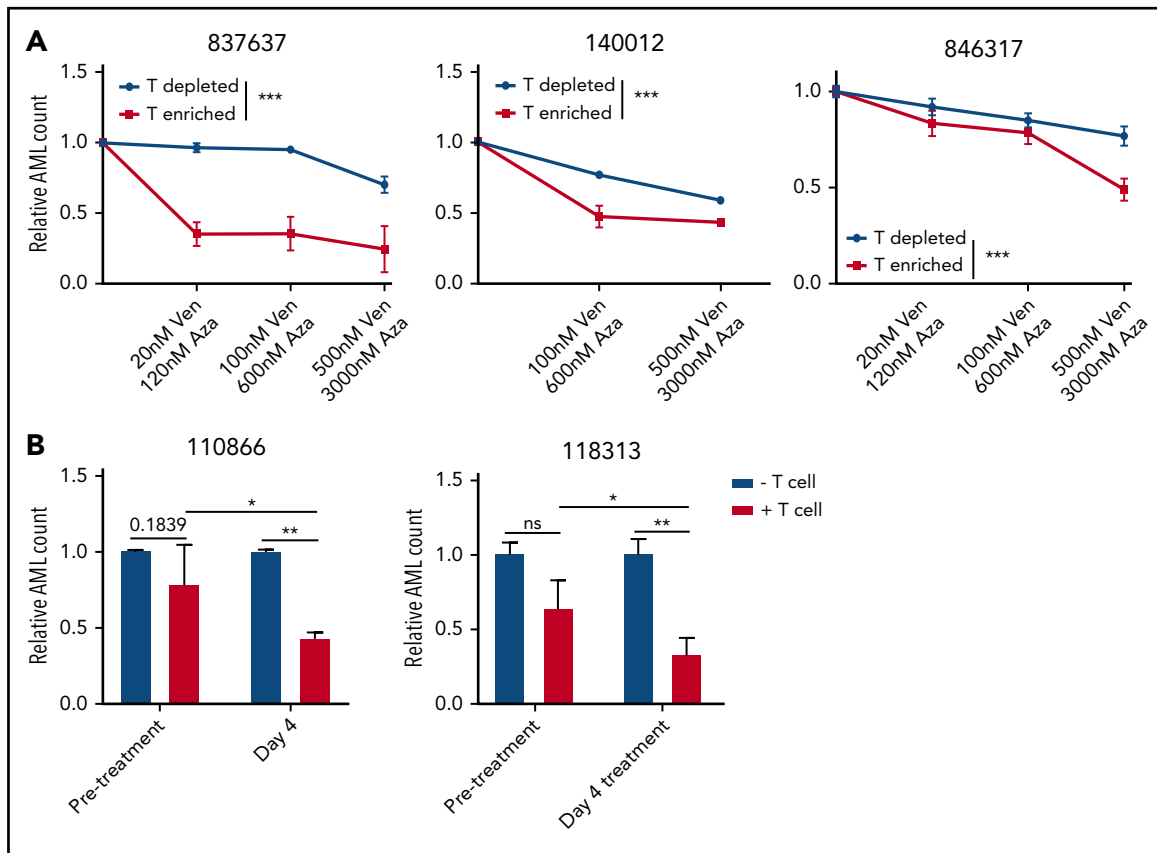 A
837637
Relative AML count
1.5
1.0
0.5
0.0
T depleted
T enriched
***
20nM Ven
120nM Aza
100nM Ven
600nM Aza
500nM Ven
3000nM Aza
140012
1.5
1.0
0.5
0.0
T depleted
T enriched
***
100nM Ven
600nM Aza
500nM Ven
3000nM Aza
846317
1.0
0.5
0.0
T depleted
T enriched
***
20nM Ven
120nM Aza
100nM Ven
600nM Aza
500nM Ven
3000nM Aza
B
110866
Relative AML count
1.5
1.0
0.5
0.0
*
0.1839
**
Pre-treatment
Day 4
118313
Relative AML count
1.5
1.0
0.5
0.0
*
ns
**
Pre-treatment
Day 4 treatment
- T cell
+ T cell